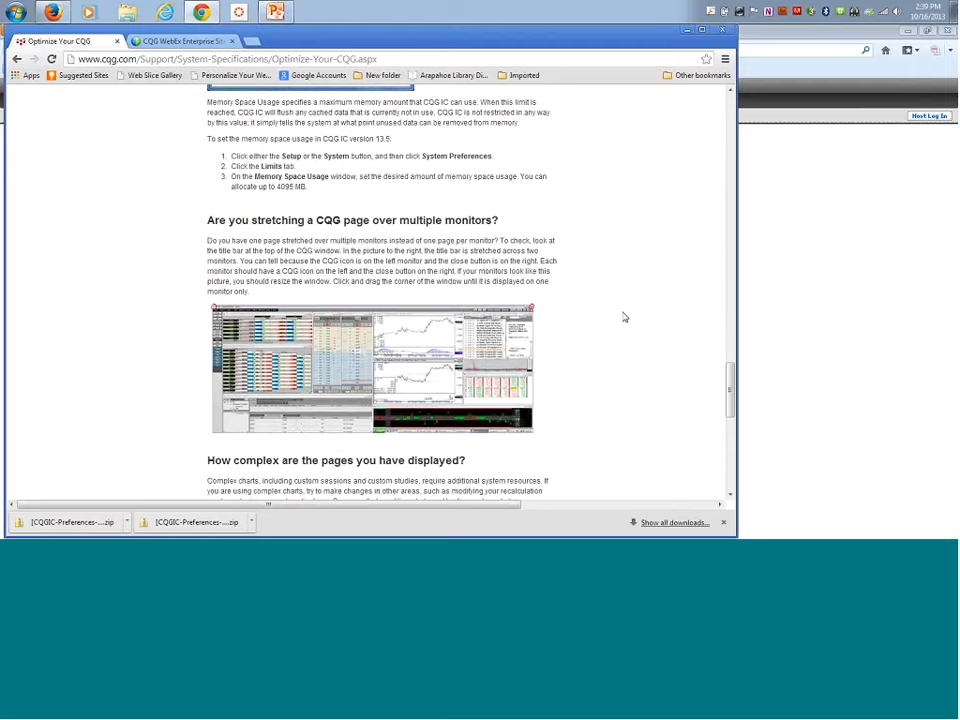 2:39 PM
10/16/2013
Optimize Your CQG
CQG WebEx Enterprise Sit
www.cqg.com/Support/System-Specifications/Optimize-Your-CQG.aspx
Apps Suggested Sites Web Slice Gallery Personalize Your We... Google Accounts New folder Arapahoe Library Di... Imported Other bookmarks
Host Log In
Memory Space Usage specifies a maximum memory amount that CQG IC can use. When this limit is
reached, CQG IC will flush any cached data that is currently not in use. CQG IC is not restricted in any way
by this value; it simply tells the system at what point unused data can be removed from memory.
To set the memory space usage in CQG IC version 13.5:
1. Click either the Setup or the System button, and then click System Preferences.
2. Click the Limits tab.
3. On the Memory Space Usage window, set the desired amount of memory space usage. You can
allocate up to 4095 MB.
Are you stretching a CQG page over multiple monitors?
Do you have one page stretched over multiple monitors instead of one page per monitor? To check, look at
the title bar at the top of the CQG window. In the picture to the right, the title bar is stretched across two
monitors. You can tell because the CQG icon is on the left monitor and the close button is on the right. Each
monitor should have a CQG icon on the left and the close button on the right. If your monitors look like this
picture, you should resize the window. Click and drag the corner of the window until it is displayed on one
monitor only.
How complex are the pages you have displayed?
Complex charts, including custom sessions and custom studies, require additional system resources. If
you are using complex charts, try to make changes in other areas, such as modifying your recalculation
[CQGIC-Preferences-....zip [CQGIC-Preferences-....zip Show all downloads...